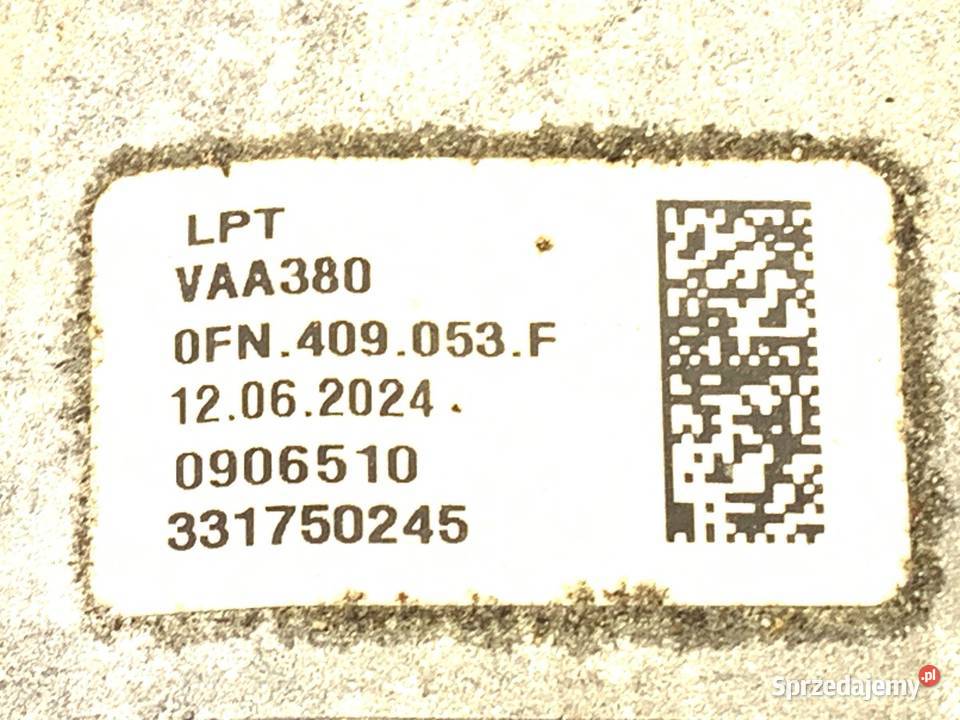 LPT
VAA380
0FN.409.053.F
12.06.2024.
0906510
331750245
Sprzedajemy.pl